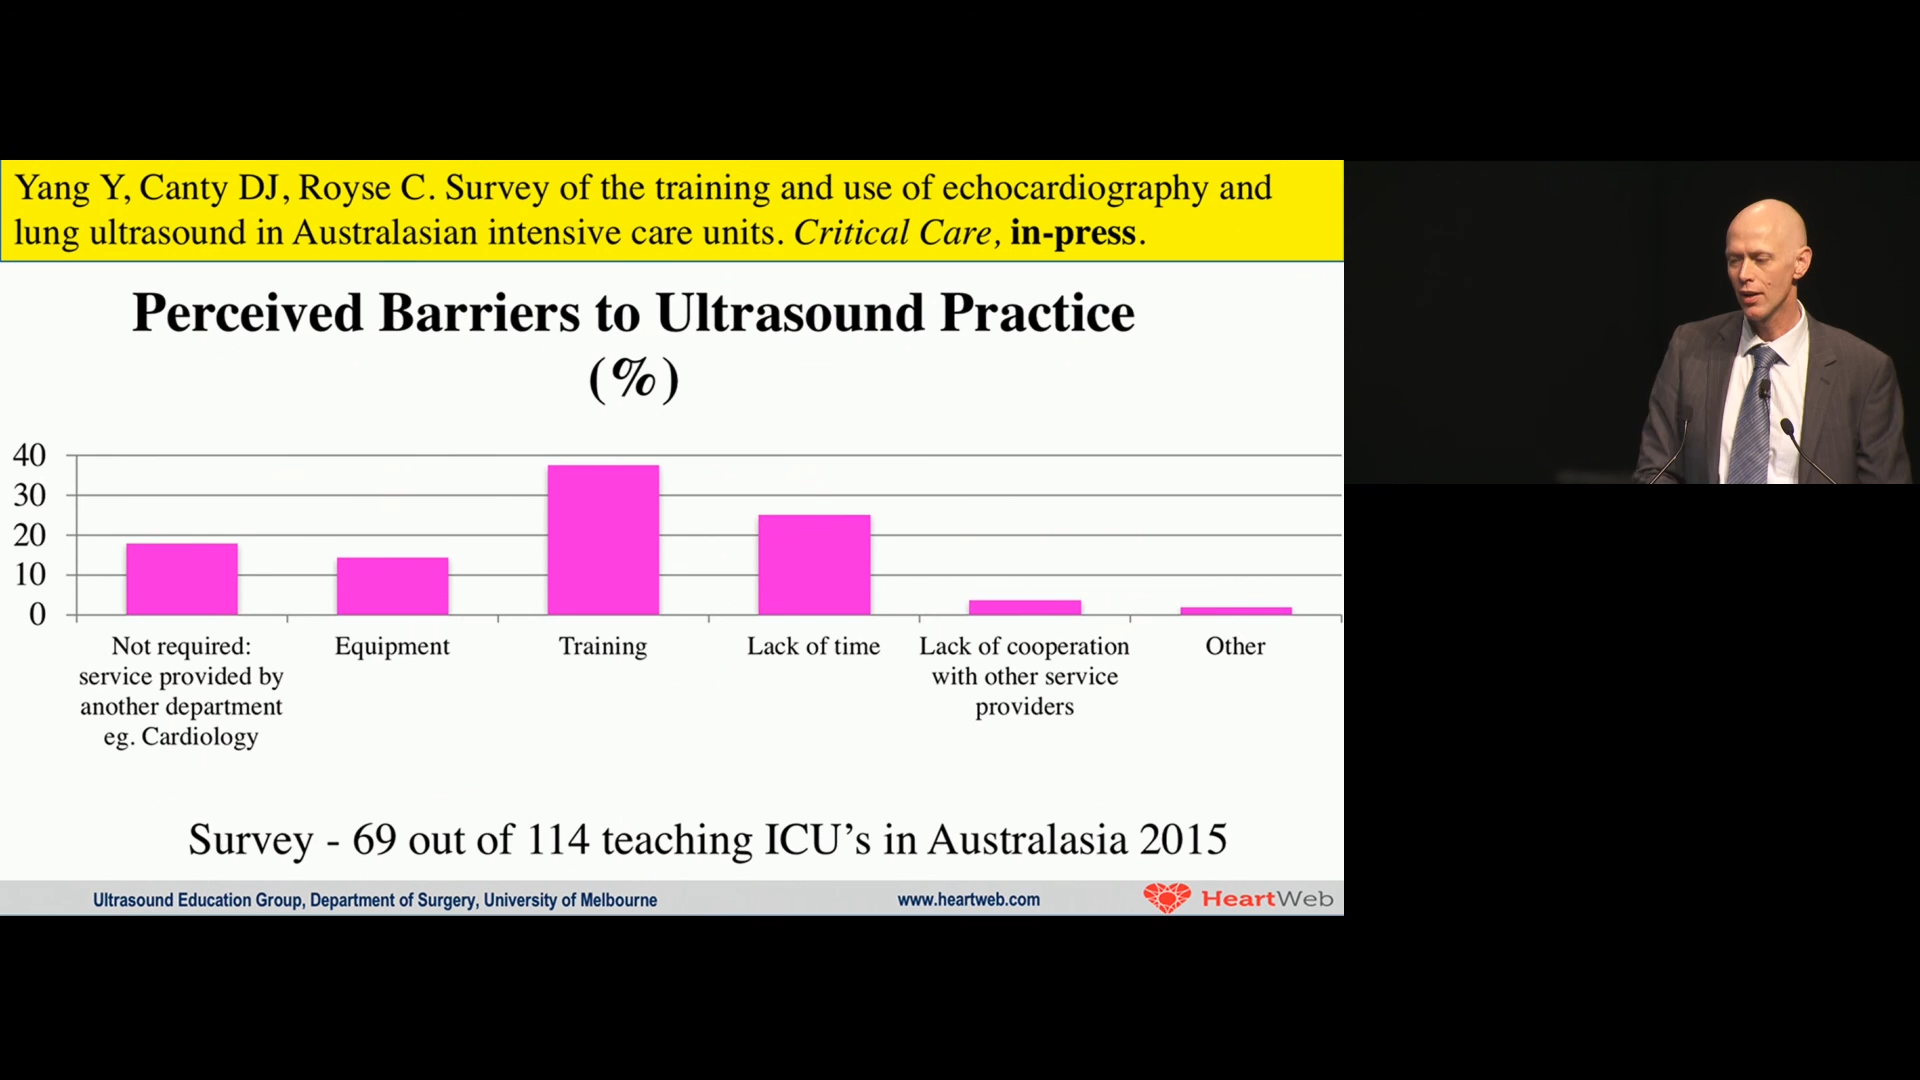 Yang Y, Canty DJ, Royse C. Survey of the training and use of echocardiography and
lung ultrasound in Australasian intensive care units. Critical Care, in-press.
Perceived Barriers to Ultrasound Practice
(%)
40
30
20
10
0
Not required:
service provided by
another department
eg. Cardiology
Equipment
Training
Lack of time
Lack of cooperation
with other service
providers
Other
Survey - 69 out of 114 teaching ICU’s in Australasia 2015
Ultrasound Education Group, Department of Surgery, University of Melbourne
www.heartweb.com
HeartWeb